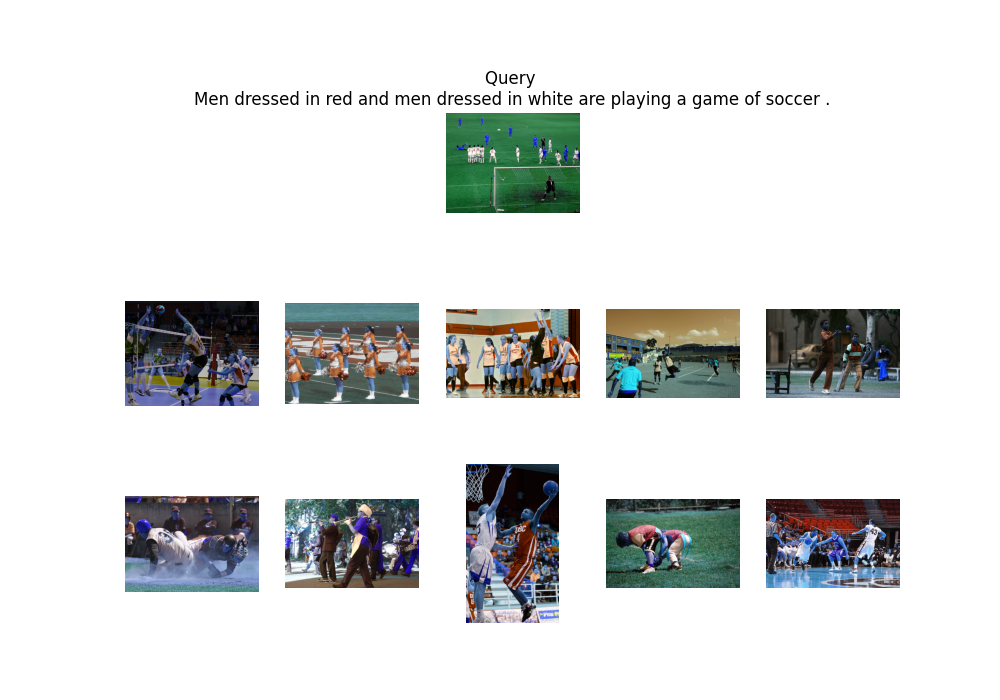 Query
Men dressed in red and men dressed in white are playing a game of soccer .